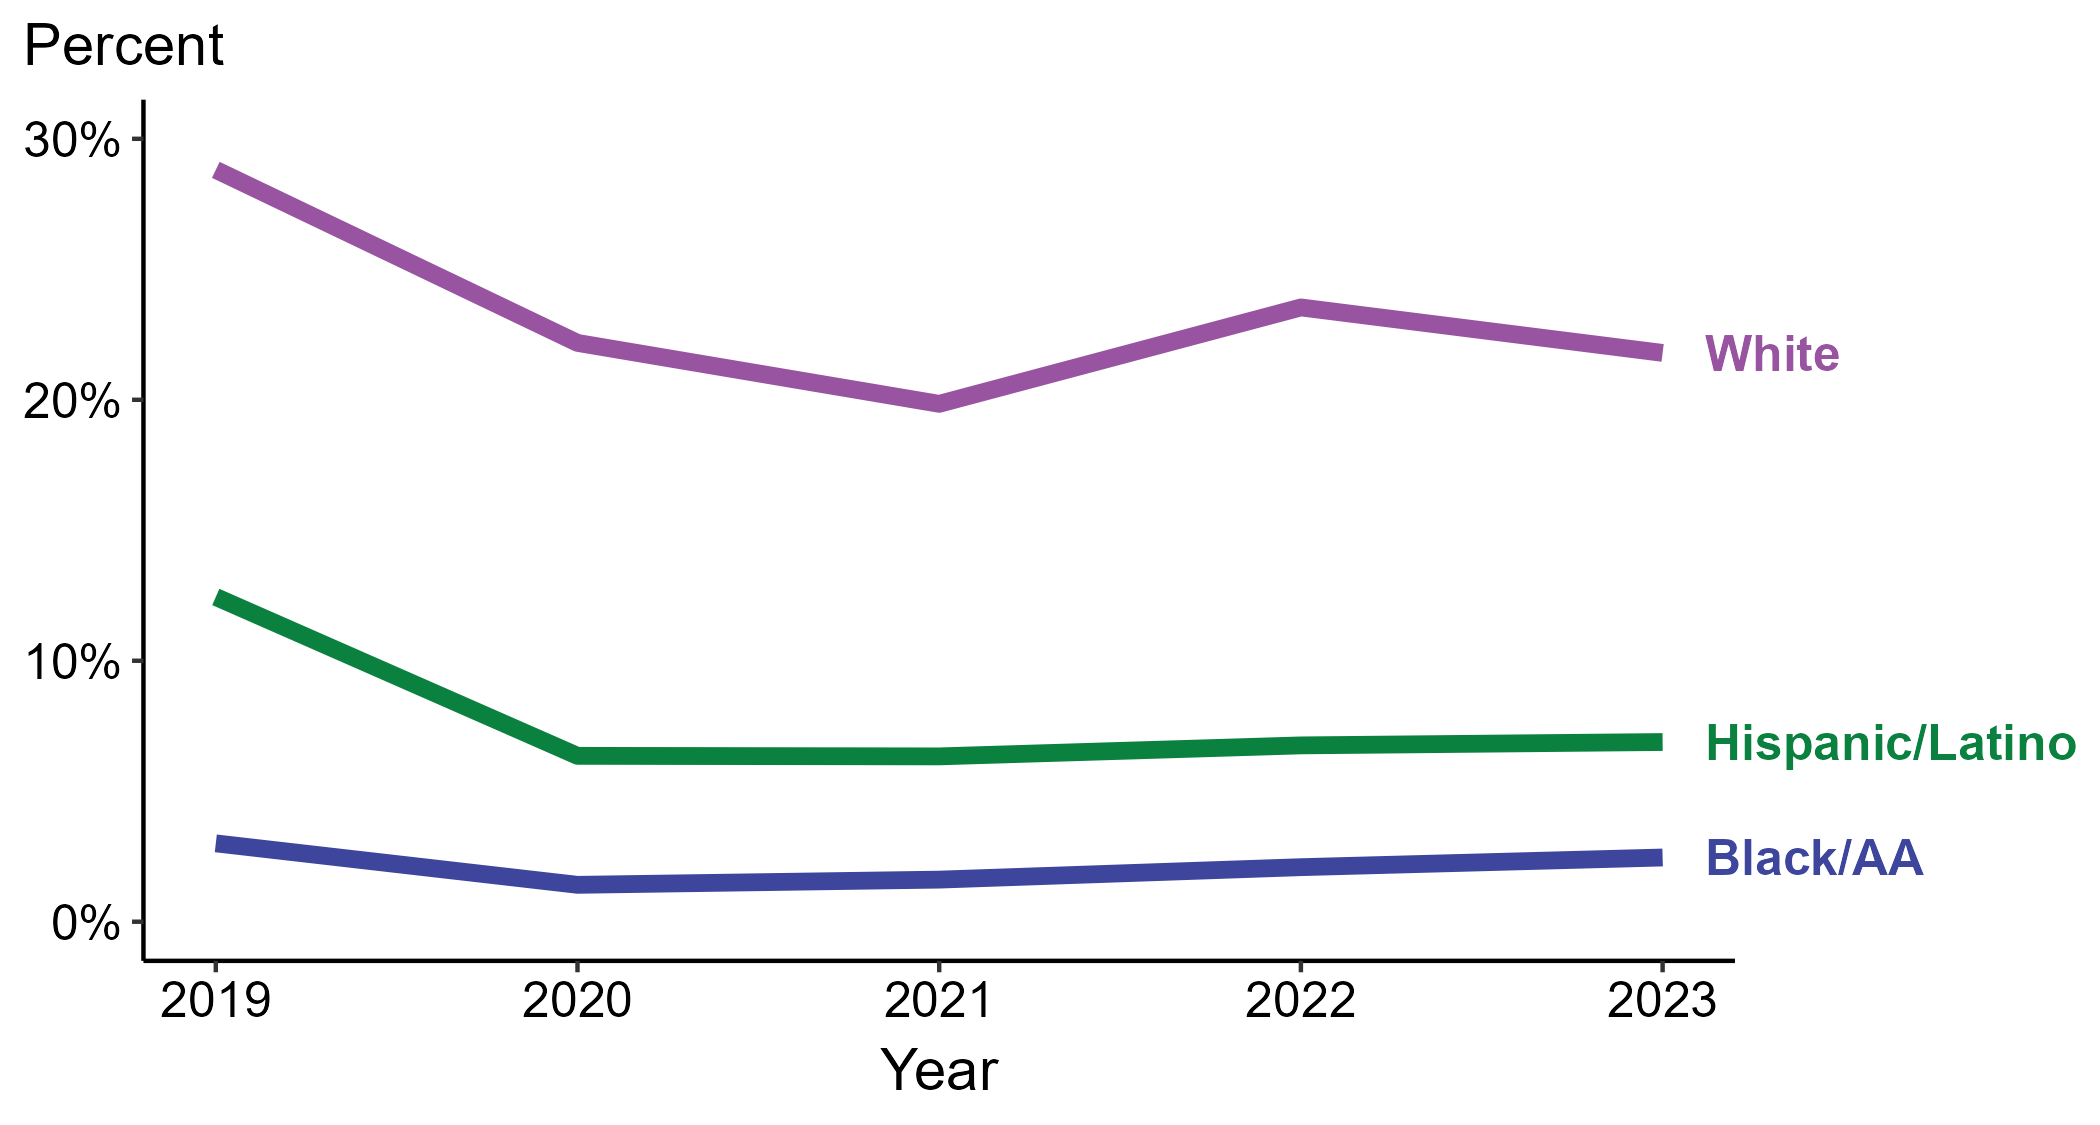 Percent
30%
20%
10%
0%
White
Hispanic/Latino
Black/AA
2019 2020 2021 2022 2023
Year